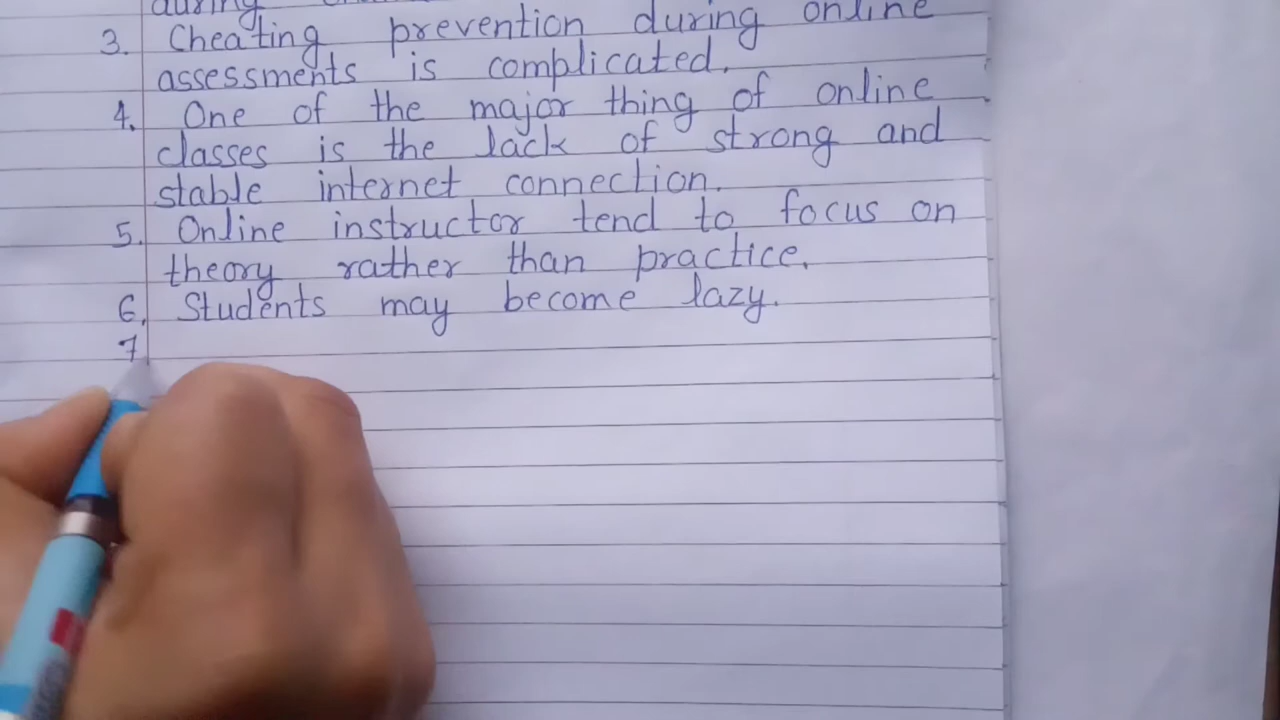 during
3. Cheating prevention during online
assessments is complicated.
4. One of the major thing of online
classes is the lack of strong and
stable internet connection.
5. Online instructor tend to focus on
theory rather than practice.
6. Students may become lazy.
7